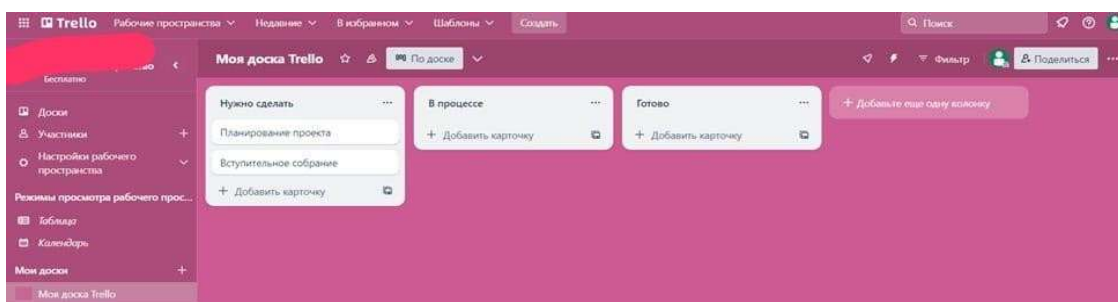 Trello Рабочие пространства Недавние В избранном Шаблоны Создать Поиск
Бесплатно
Моя доска Trello По доске Фильтр Поделиться
Доски
Участники
Настройки рабочего
пространства
Режимы просмотра рабочего прос...
Таблица
Календарь
Мои доски
Моя доска Trello
Нужно сделать
Планирование проекта
Вступительное собрание
+ Добавить карточку
В процессе
+ Добавить карточку
Готово
+ Добавить карточку
+ Добавьте еще одну колонку